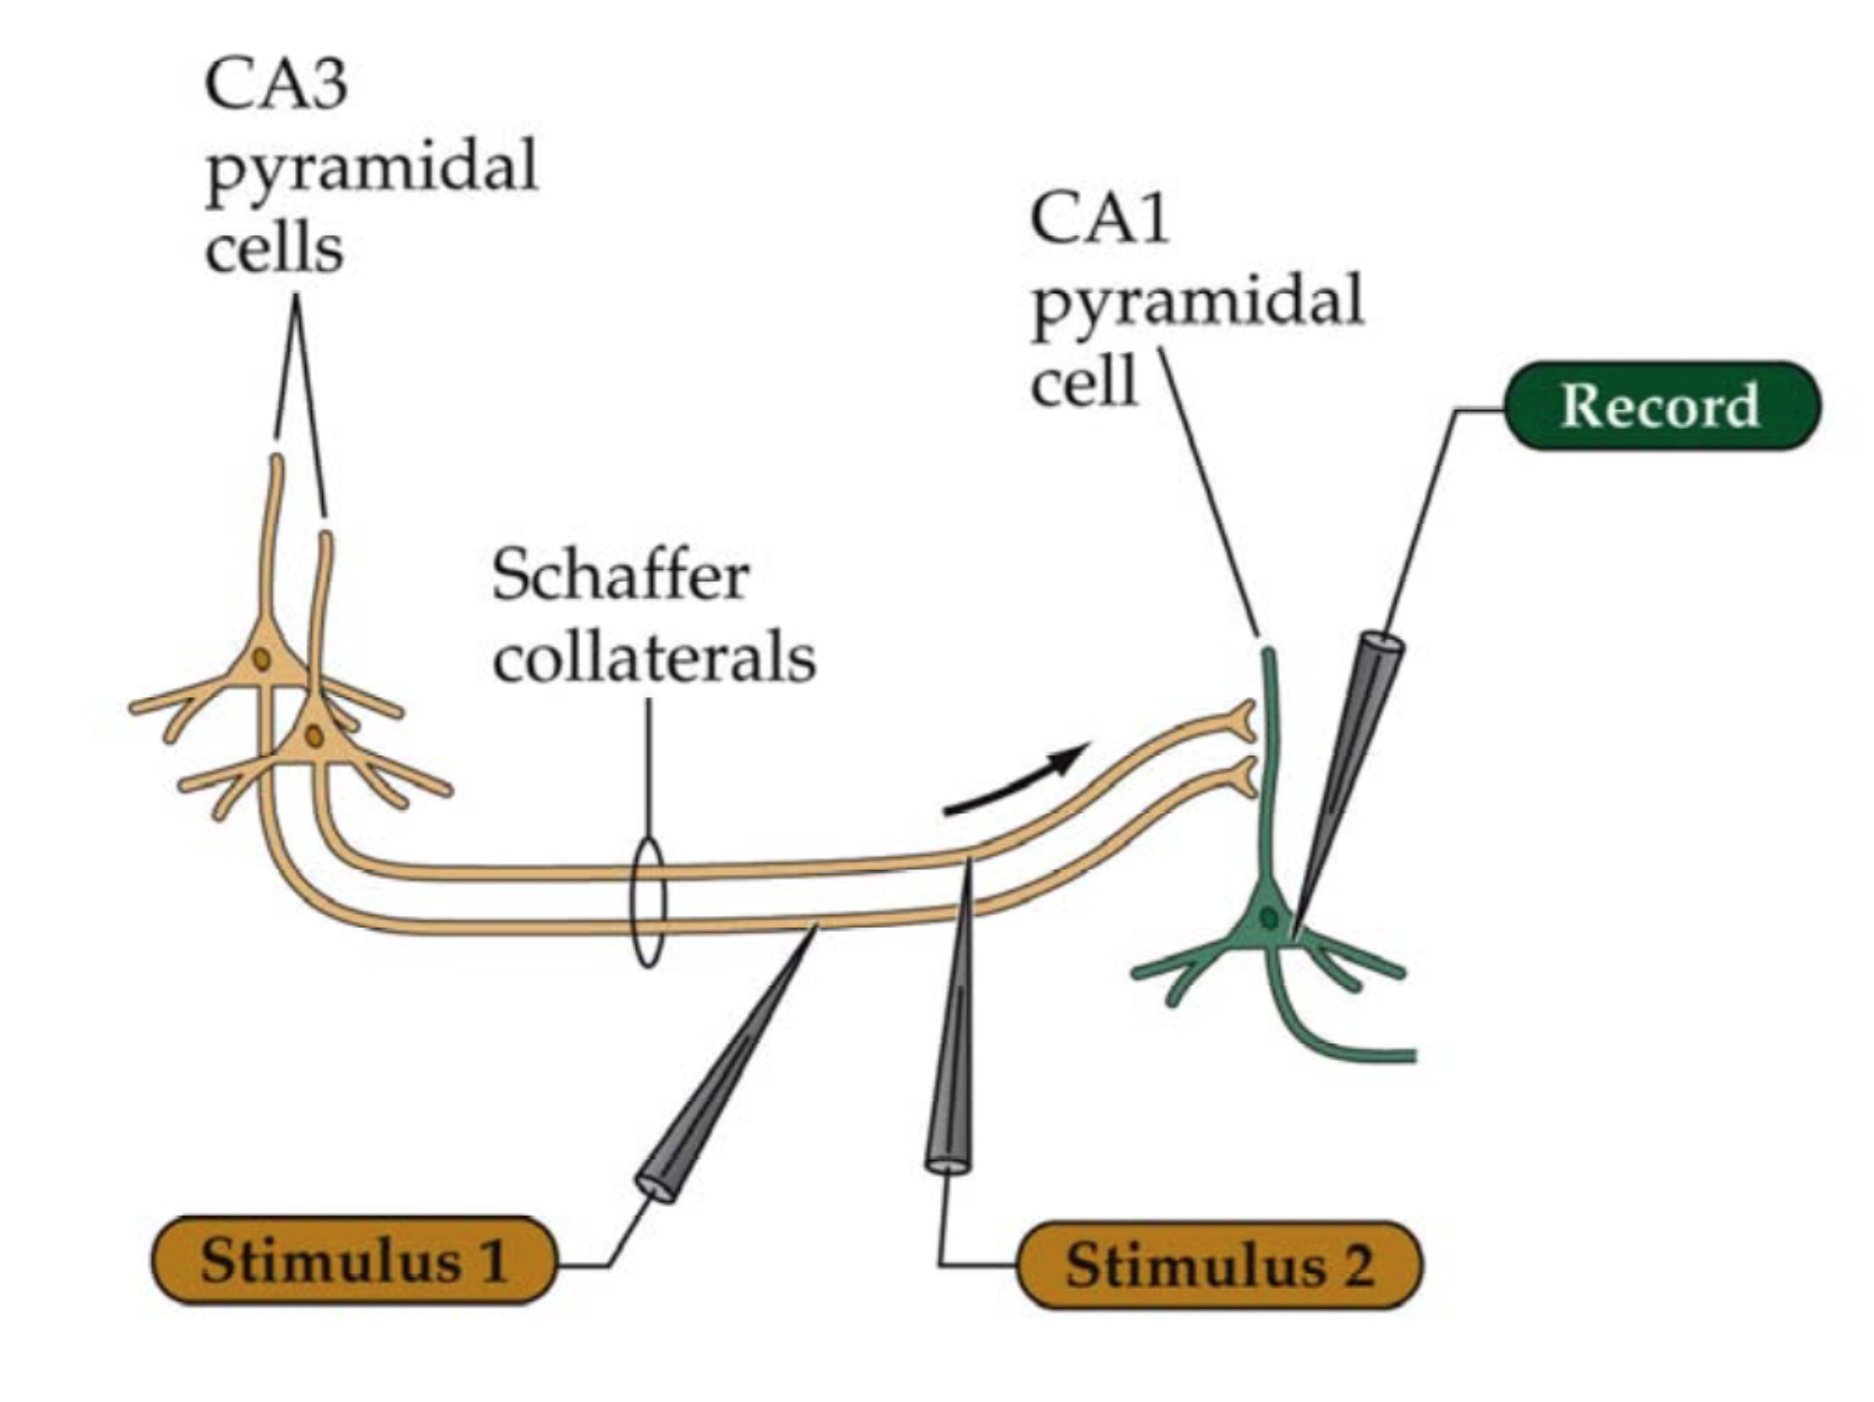 CA3
pyramidal
cells
CA1
pyramidal
cell
Record
Schaffer
collaterals
Stimulus 1
Stimulus 2